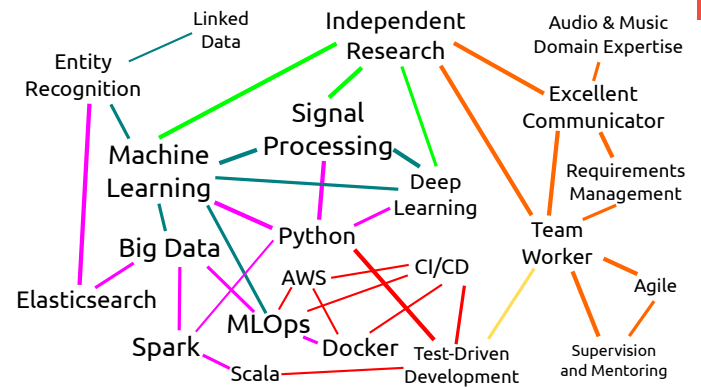 Linked
Data
Independent
Research
Audio & Music
Domain Expertise
Entity
Recognition
Excellent
Communicator
Signal
Processing
Machine
Learning
Requirements
Management
Deep
Learning
Team
Worker
Python
Big Data
AWS
CI/CD
Agile
Elasticsearch
MLOps
Spark
Docker
Test-Driven
Development
Supervision
and Mentoring
Scala